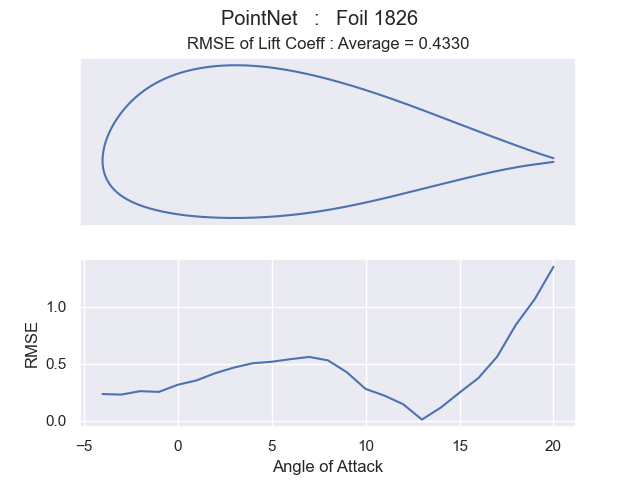 PointNet : Foil 1826
RMSE of Lift Coeff : Average = 0.4330
1.0
0.5
0.0
RMSE
−5 0 5 10 15 20
Angle of Attack